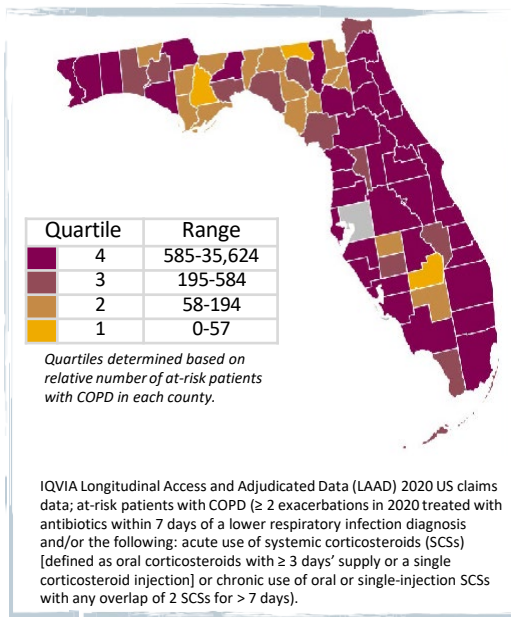 Quartile Range
4 585-35,624
3 195-584
2 58-194
1 0-57
Quartiles determined based on
relative number of at-risk patients
with COPD in each county.
IQVIA Longitudinal Access and Adjudicated Data (LAAD) 2020 US claims
data; at-risk patients with COPD (≥ 2 exacerbations in 2020 treated with
antibiotics within 7 days of a lower respiratory infection diagnosis
and/or the following: acute use of systemic corticosteroids (SCSs)
[defined as oral corticosteroids with ≥ 3 days’ supply or a single
corticosteroid injection] or chronic use of oral or single-injection SCSs
with any overlap of 2 SCSs for > 7 days).